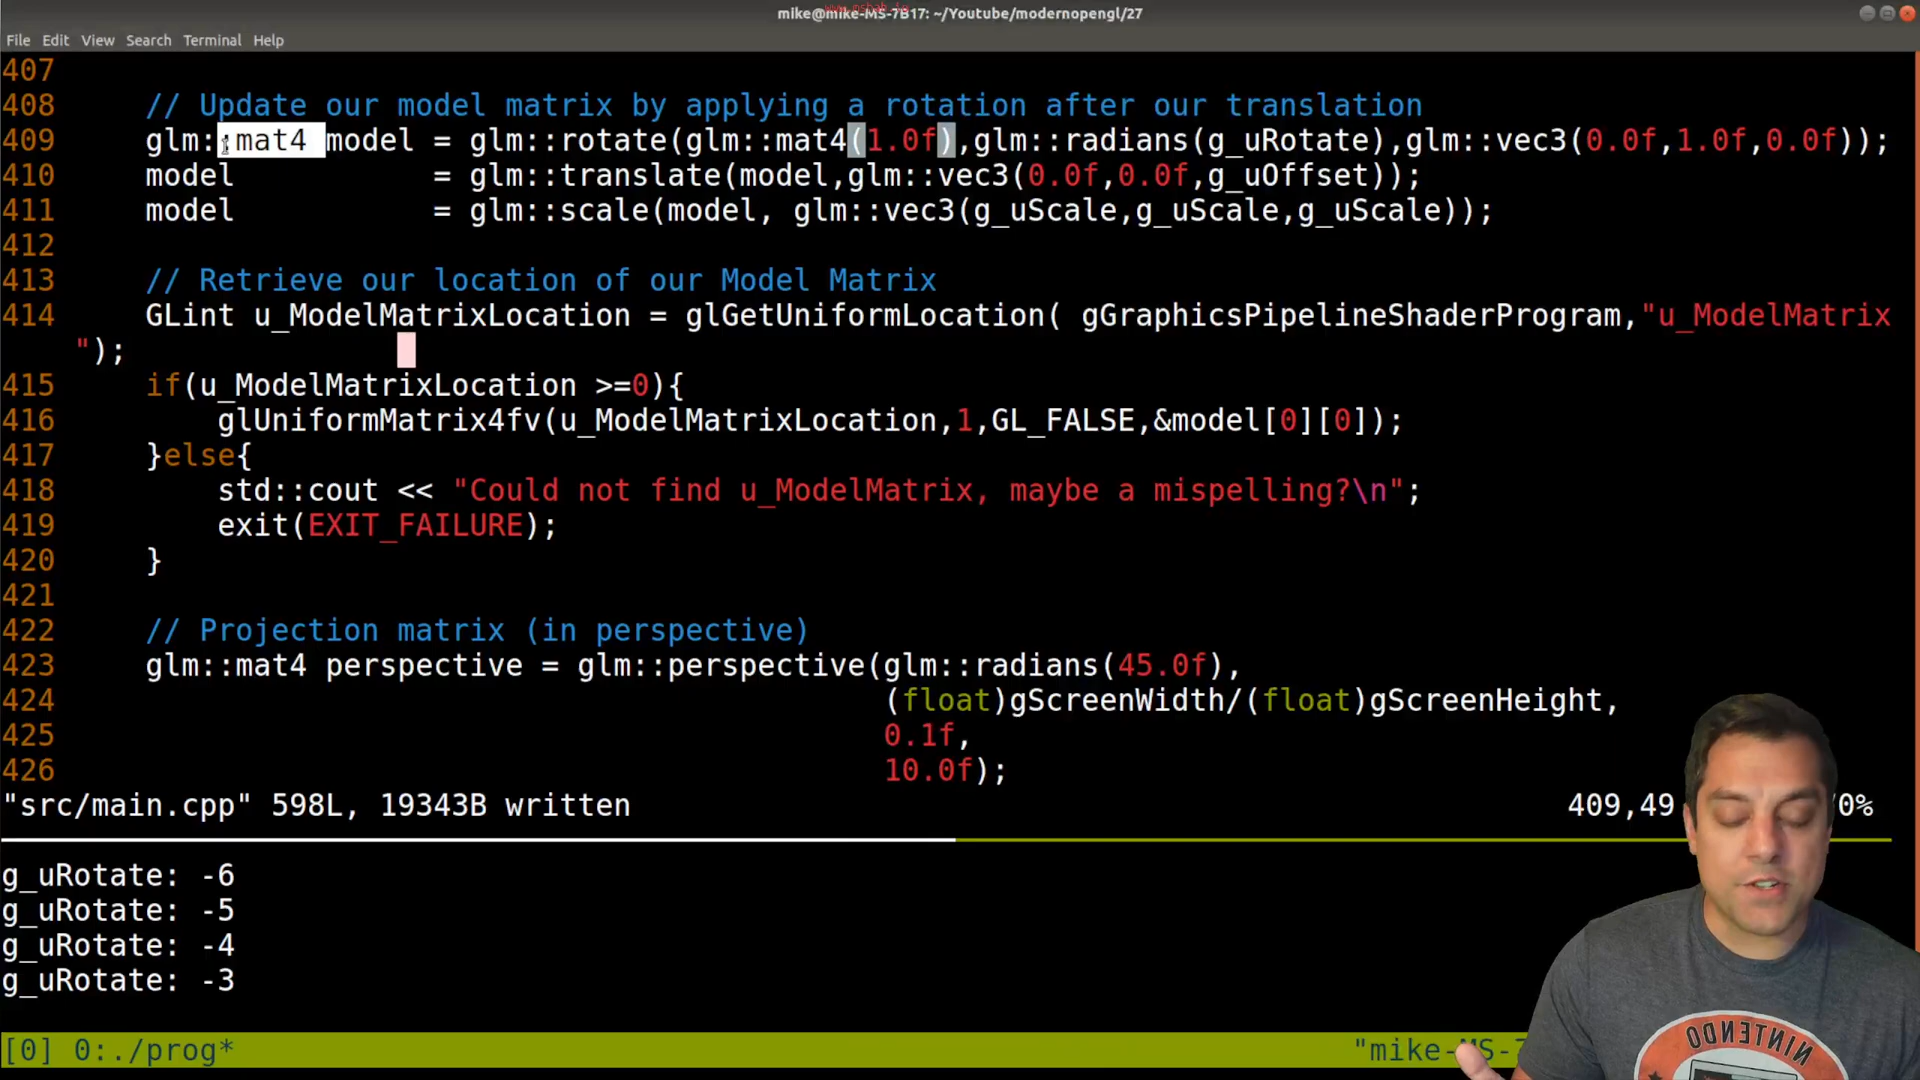 www.msbah.ir
mike@mike-MS-7B17: ~/Youtube/modernopengl/27
File Edit View Search Terminal Help
407
408     // Update our model matrix by applying a rotation after our translation
409     glm::mat4 model = glm::rotate(glm::mat4(1.0f),glm::radians(g_uRotate),glm::vec3(0.0f,1.0f,0.0f));
410     model           = glm::translate(model,glm::vec3(0.0f,0.0f,g_uOffset));
411     model           = glm::scale(model, glm::vec3(g_uScale,g_uScale,g_uScale));
412
413     // Retrieve our location of our Model Matrix
414     GLint u_ModelMatrixLocation = glGetUniformLocation( gGraphicsPipelineShaderProgram,"u_ModelMatrix
");
415     if(u_ModelMatrixLocation >=0){
416         glUniformMatrix4fv(u_ModelMatrixLocation,1,GL_FALSE,&model[0][0]);
417     }else{
418         std::cout << "Could not find u_ModelMatrix, maybe a mispelling?\n";
419         exit(EXIT_FAILURE);
420     }
421
422     // Projection matrix (in perspective)
423     glm::mat4 perspective = glm::perspective(glm::radians(45.0f),
424                                              (float)gScreenWidth/(float)gScreenHeight,
425                                              0.1f,
426                                              10.0f);
"src/main.cpp" 598L, 19343B written 409,49 0%
g_uRotate: -6
g_uRotate: -5
g_uRotate: -4
g_uRotate: -3
[0] 0:./prog* "mike-MS-7
NINTENDO